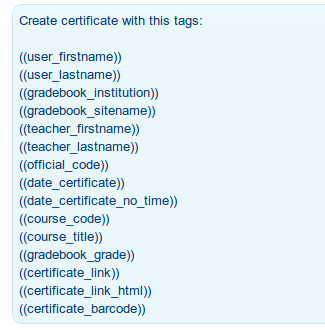 Create certificate with this tags:
((user_firstname))
((user_lastname))
((gradebook_institution))
((gradebook_sitename))
((teacher_firstname))
((teacher_lastname))
((official_code))
((date_certificate))
((date_certificate_no_time))
((course_code))
((course_title))
((gradebook_grade))
((certificate_link))
((certificate_link_html))
((certificate_barcode))